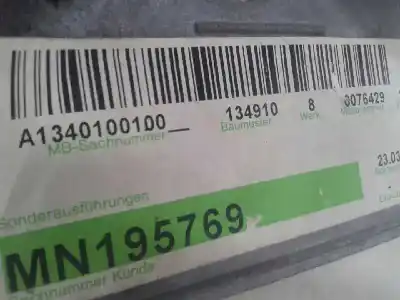 A1340100100 134910 8 0076429
MB-Sachnummer Baumuster Werk
23.03
Sonderausführungen
MN195769
Sachnummer Kunde